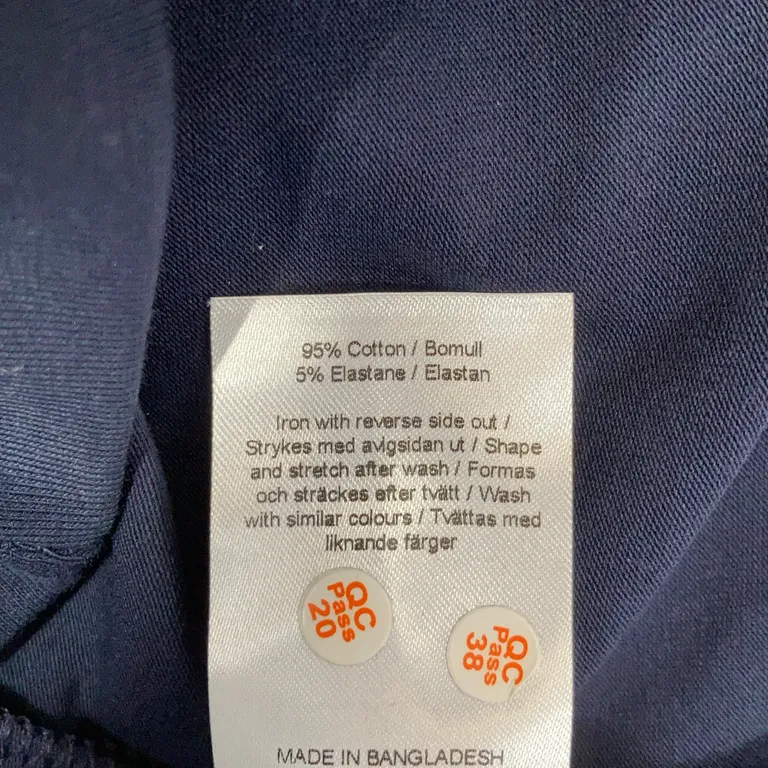 95% Cotton / Bomull
5% Elastane / Elastan
Iron with reverse side out /
Strykes med avigsidan ut / Shape
and stretch after wash / Formas
och sträckes efter tvätt / Wash
with similar colours / Tvättas med
liknande färger
QC
Pass
20
QC
Pass
38
MADE IN BANGLADESH